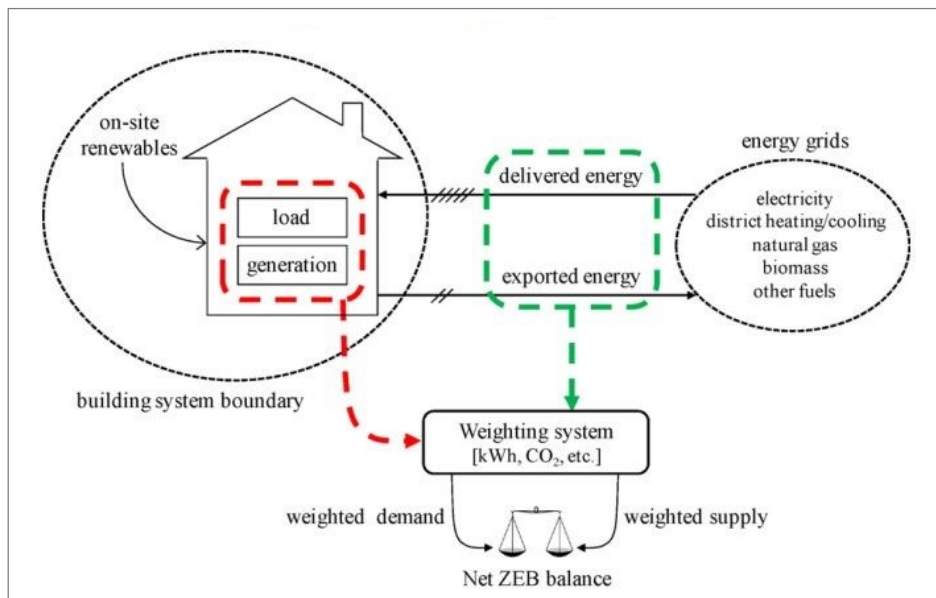 on-site
renewables
load
generation
building system boundary
delivered energy
exported energy
energy grids
electricity
district heating/cooling
natural gas
biomass
other fuels
Weighting system
[kWh, CO₂, etc.]
weighted demand
weighted supply
Net ZEB balance